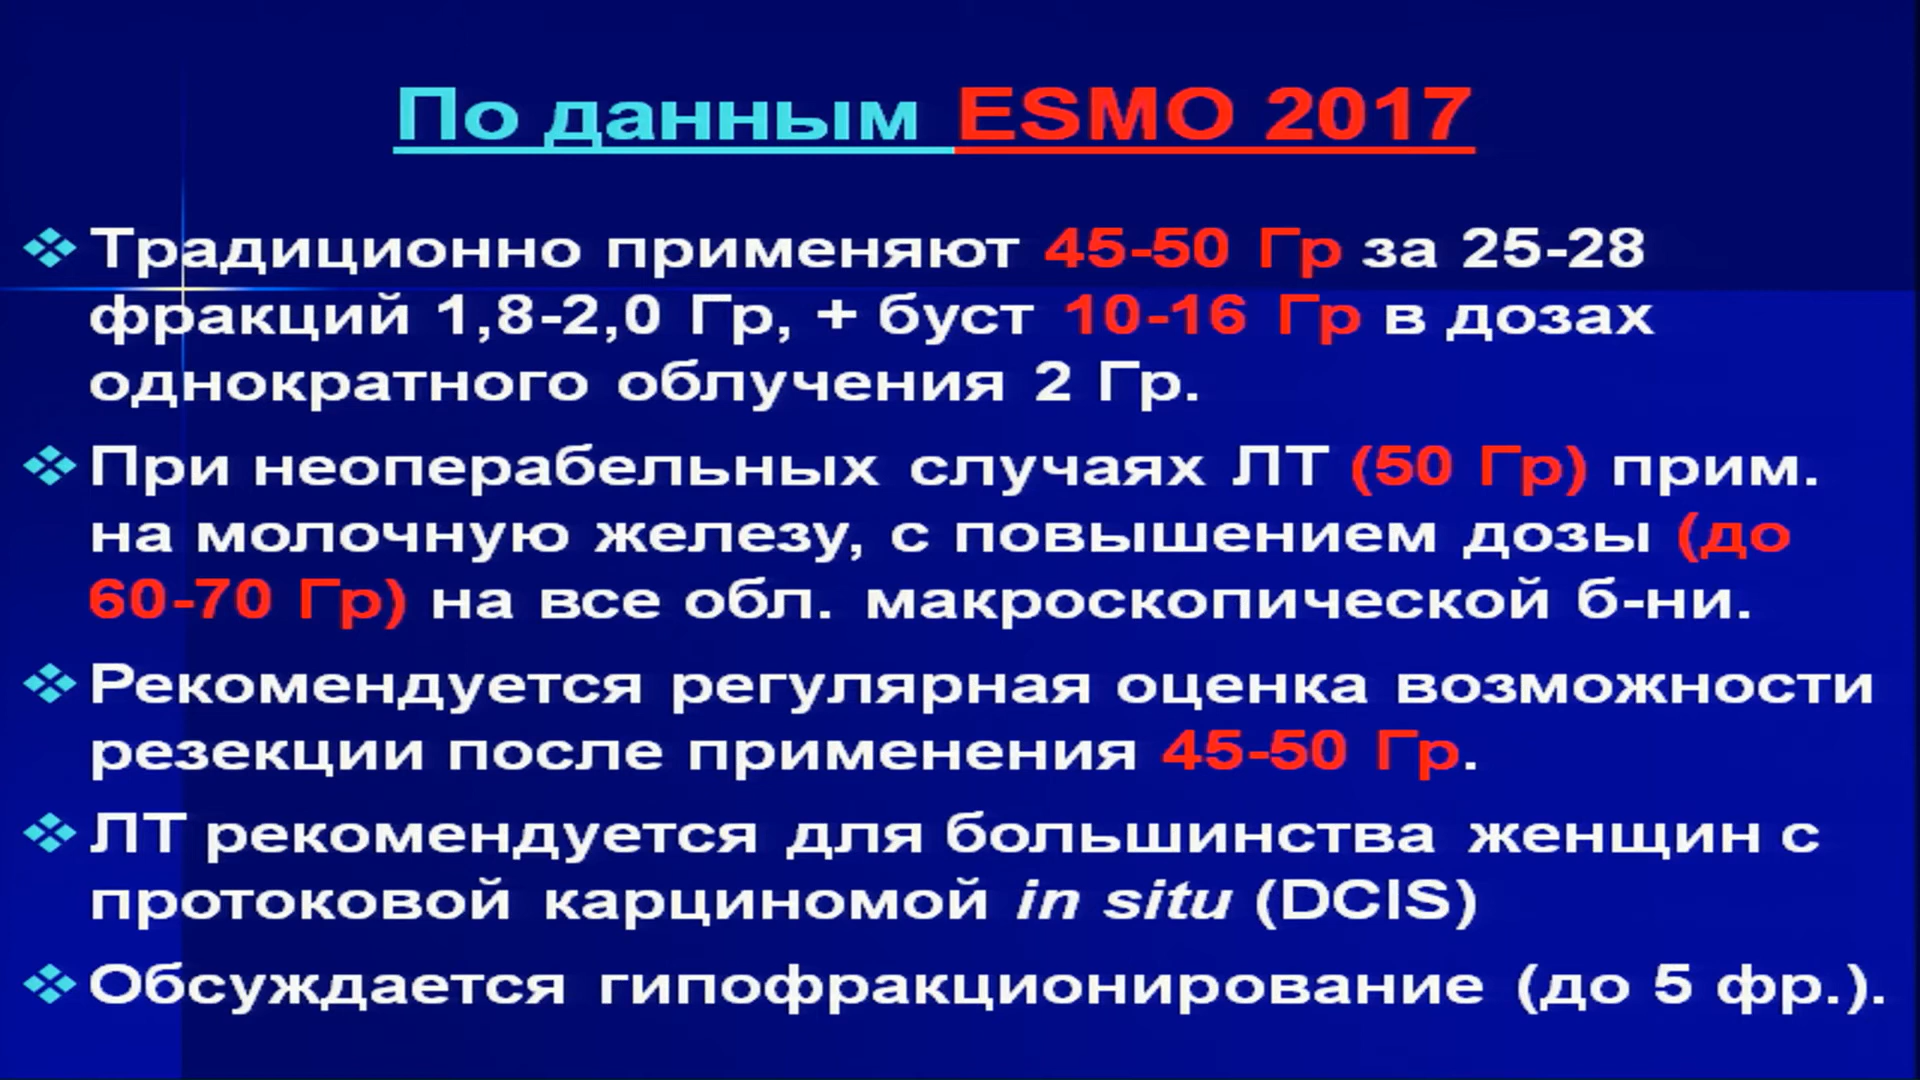 По данным ESMO 2017
Традиционно применяют 45-50 Гр за 25-28
фракций 1,8-2,0 Гр, + буст 10-16 Гр в дозах
однократного облучения 2 Гр.
При неоперабельных случаях ЛТ (50 Гр) прим.
на молочную железу, с повышением дозы (до
60-70 Гр) на все обл. макроскопической б-ни.
Рекомендуется регулярная оценка возможности
резекции после применения 45-50 Гр.
ЛТ рекомендуется для большинства женщин с
протоковой карциномой in situ (DCIS)
Обсуждается гипофракционирование (до 5 фр.).